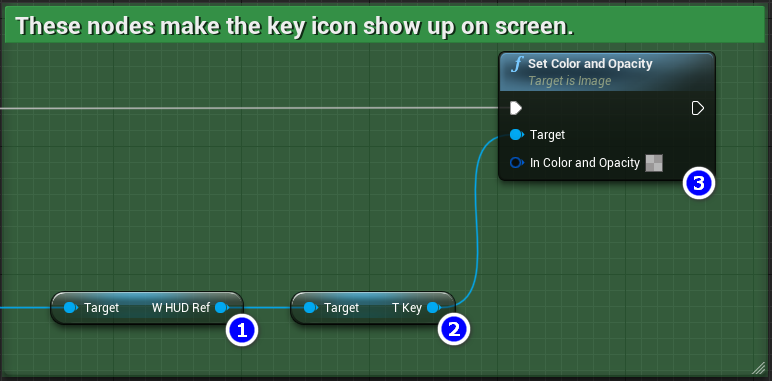 These nodes make the key icon show up on screen.
f Set Color and Opacity
Target is Image
Target
In Color and Opacity
3
Target W HUD Ref
Target T Key
1
2